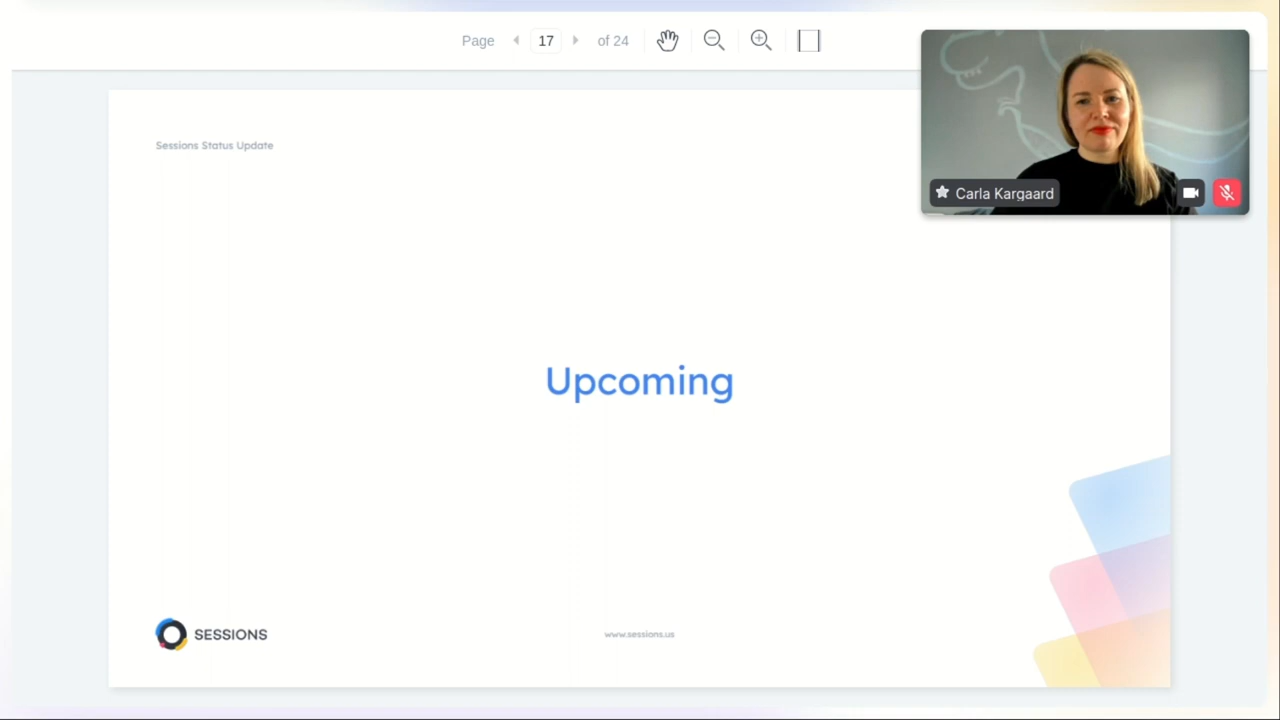 Page 17 of 24
Carla Kargaard
Sessions Status Update
Upcoming
SESSIONS
www.sessions.us